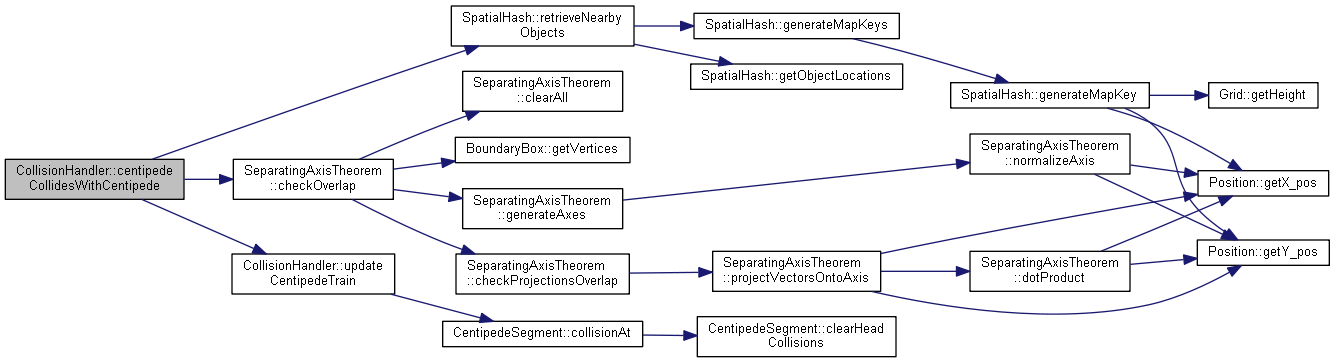 CollisionHandler::centipede
CollidesWithCentipede
SpatialHash::retrieveNearby
Objects
SeparatingAxisTheorem
::checkOverlap
CollisionHandler::update
CentipedeTrain
SpatialHash::generateMapKeys
SpatialHash::getObjectLocations
SeparatingAxisTheorem
::clearAll
BoundaryBox::getVertices
SeparatingAxisTheorem
::generateAxes
SeparatingAxisTheorem
::checkProjectionsOverlap
CentipedeSegment::collisionAt
SeparatingAxisTheorem
::projectVectorsOntoAxis
CentipedeSegment::clearHead
Collisions
SpatialHash::generateMapKey
SeparatingAxisTheorem
::normalizeAxis
SeparatingAxisTheorem
::dotProduct
Grid::getHeight
Position::getX_pos
Position::getY_pos